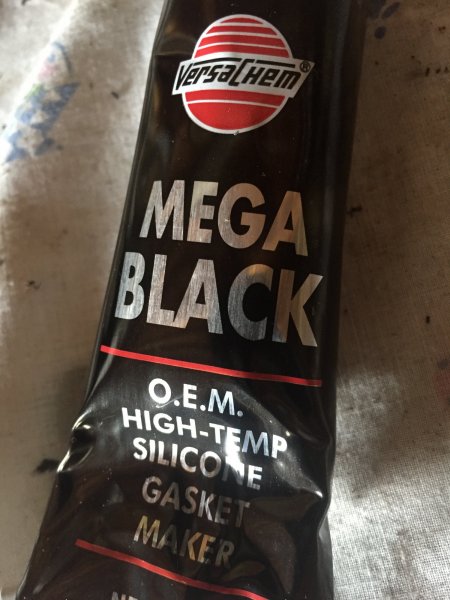 VersaChem®
MEGA
BLACK
O.E.M.
HIGH-TEMP
SILICONE
GASKET
MAKER